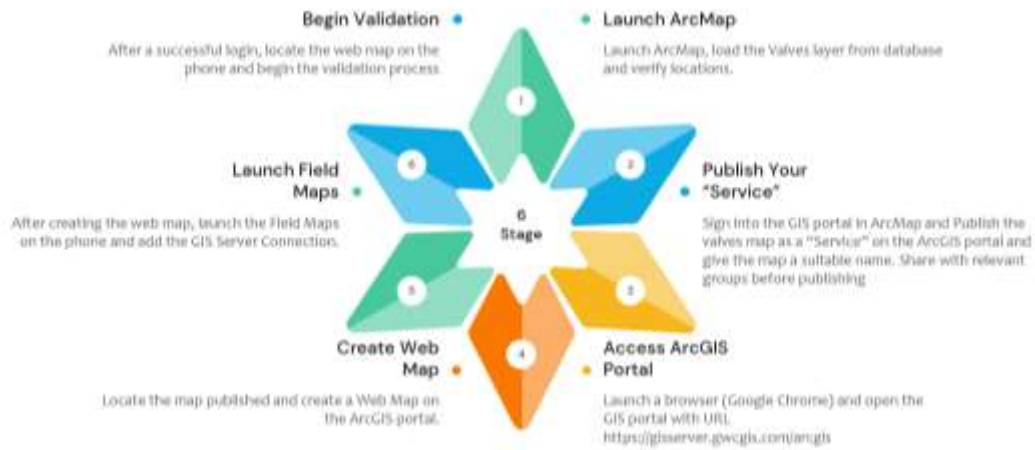 Launch ArcMap
Launch ArcMap, load the Valves layer from database
and verify locations.
1
Publish Your
"Service"
Sign into the GIS portal in ArcMap and Publish the
valves map as a "Service" on the ArcGIS portal and
give the map a suitable name. Share with relevant
groups before publishing
2
Access ArcGIS
Portal
Launch a browser (Google Chrome) and open the
GIS portal with URL
https://gisserver.gwcgis.com/arcgis
3
Create Web
Map
Locate the map published and create a Web Map on
the ArcGIS portal.
4
Launch Field
Maps
After creating the web map, launch the Field Maps
on the phone and add the GIS Server Connection.
5
Begin Validation
After a successful login, locate the web map on the
phone and begin the validation process
6
6
Stage